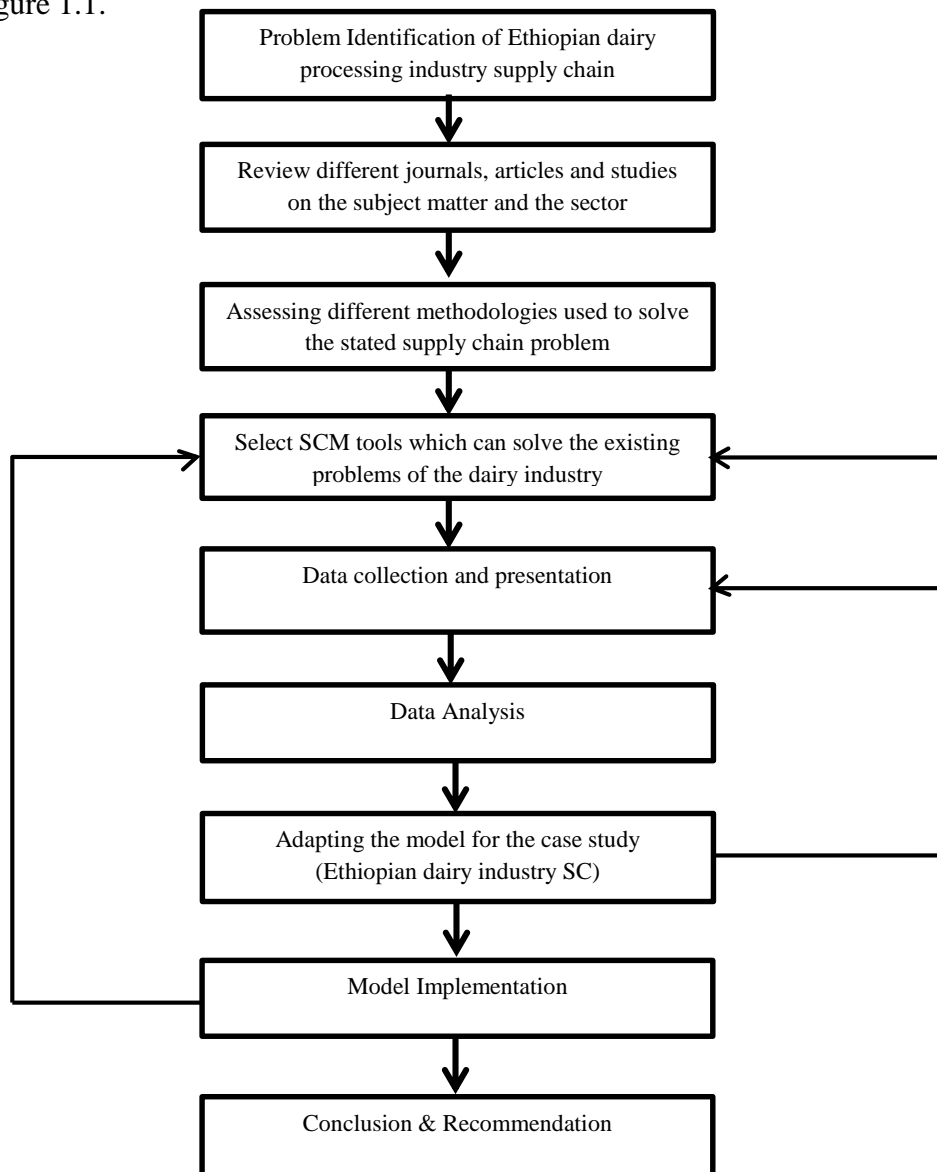 gure 1.1.
Problem Identification of Ethiopian dairy
processing industry supply chain
Review different journals, articles and studies
on the subject matter and the sector
Assessing different methodologies used to solve
the stated supply chain problem
Select SCM tools which can solve the existing
problems of the dairy industry
Data collection and presentation
Data Analysis
Adapting the model for the case study
(Ethiopian dairy industry SC)
Model Implementation
Conclusion & Recommendation